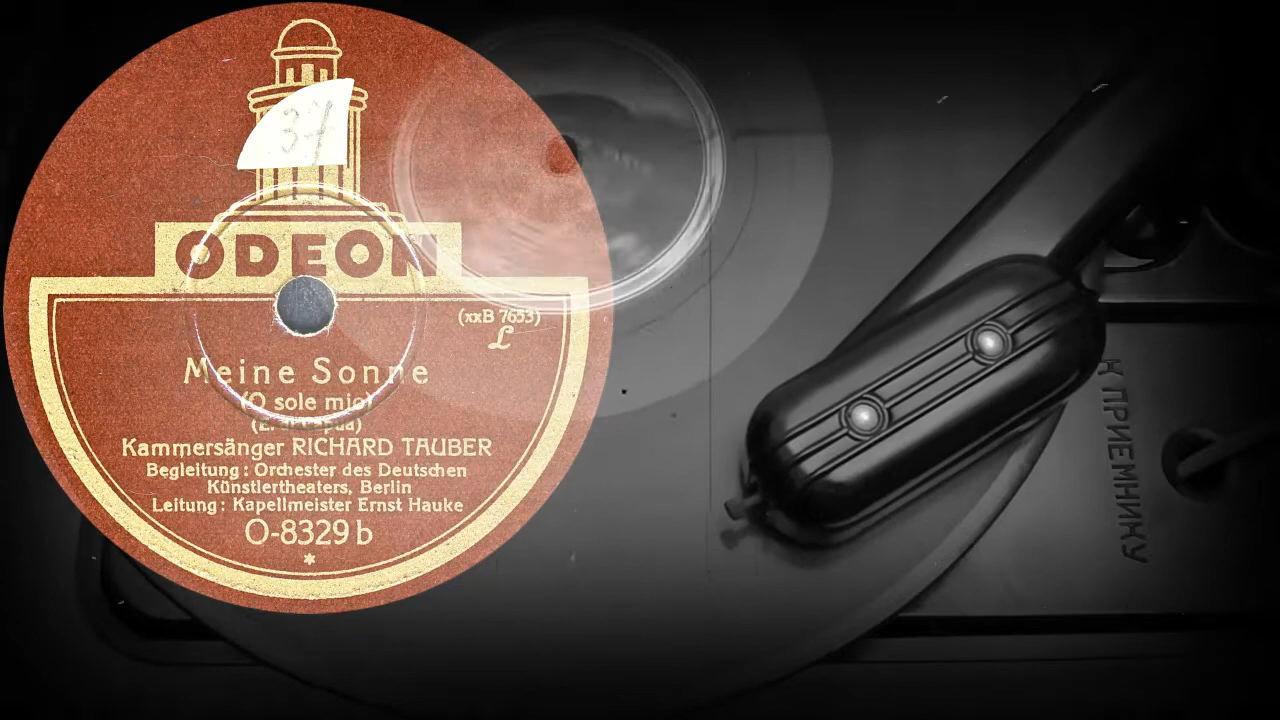 37
ODEON
(xxB 7653)
L
Meine Sonne
(O sole mio)
Kammersänger RICHARD TAUBER
Begleitung: Orchester des Deutschen
Künstlertheaters, Berlin
Leitung: Kapellmeister Ernst Hauke
O-8329 b
*
К ПРИЕМНИКУ